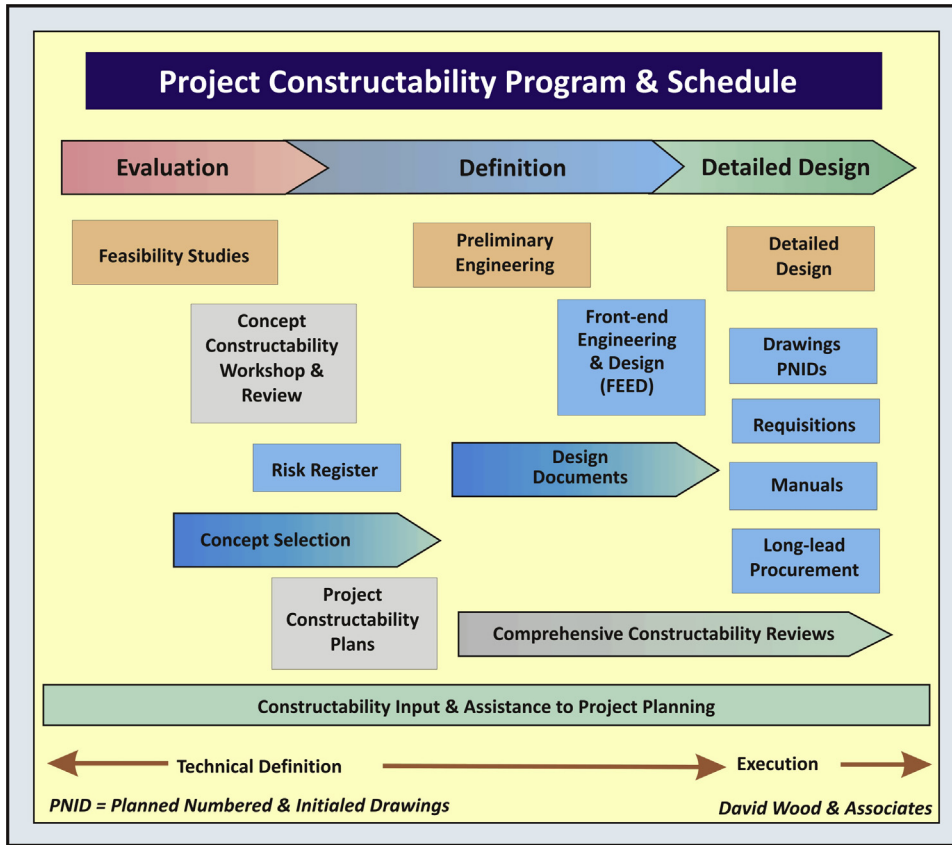 Project Constructability Program & Schedule
Evaluation
Definition
Detailed Design
Feasibility Studies
Preliminary
Engineering
Detailed
Design
Concept
Constructability
Workshop &
Review
Front-end
Engineering
& Design
(FEED)
Drawings
PNIDs
Requisitions
Risk Register
Design
Documents
Manuals
Concept Selection
Long-lead
Procurement
Project
Constructability
Plans
Comprehensive Constructability Reviews
Constructability Input & Assistance to Project Planning
Technical Definition
Execution
PNID = Planned Numbered & Initialed Drawings
David Wood & Associates